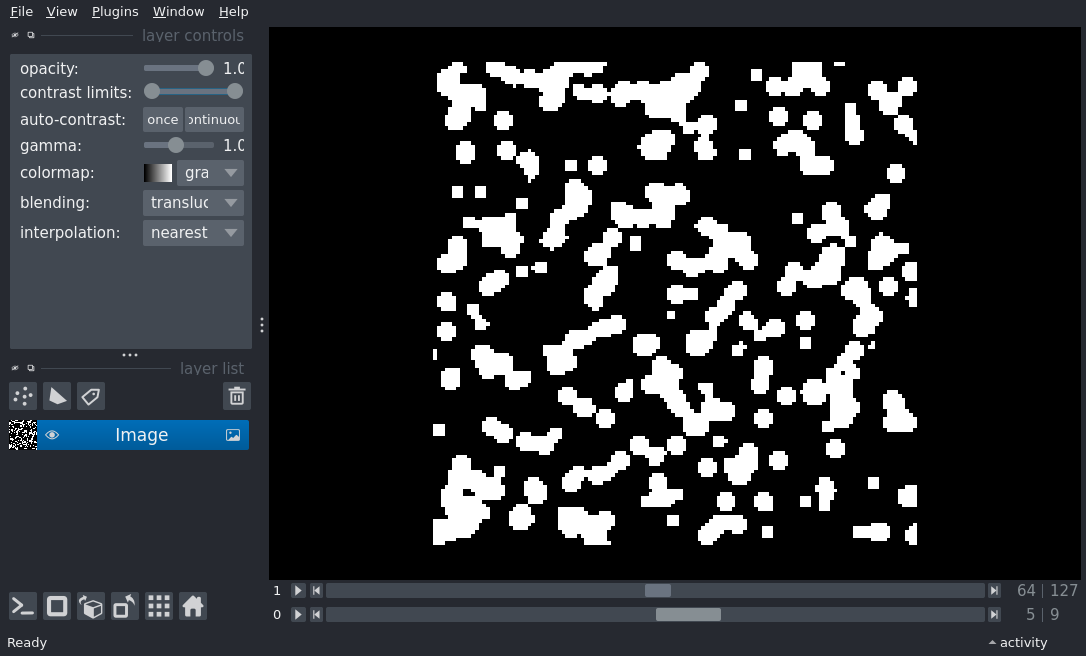 File View Plugins Window Help
layer controls
opacity: 1.0
contrast limits:
auto-contrast: once ontinuou
gamma: 1.0
colormap: gra
blending: transluc
interpolation: nearest
layer list
Image
1 64 127
0 5 9
Ready activity